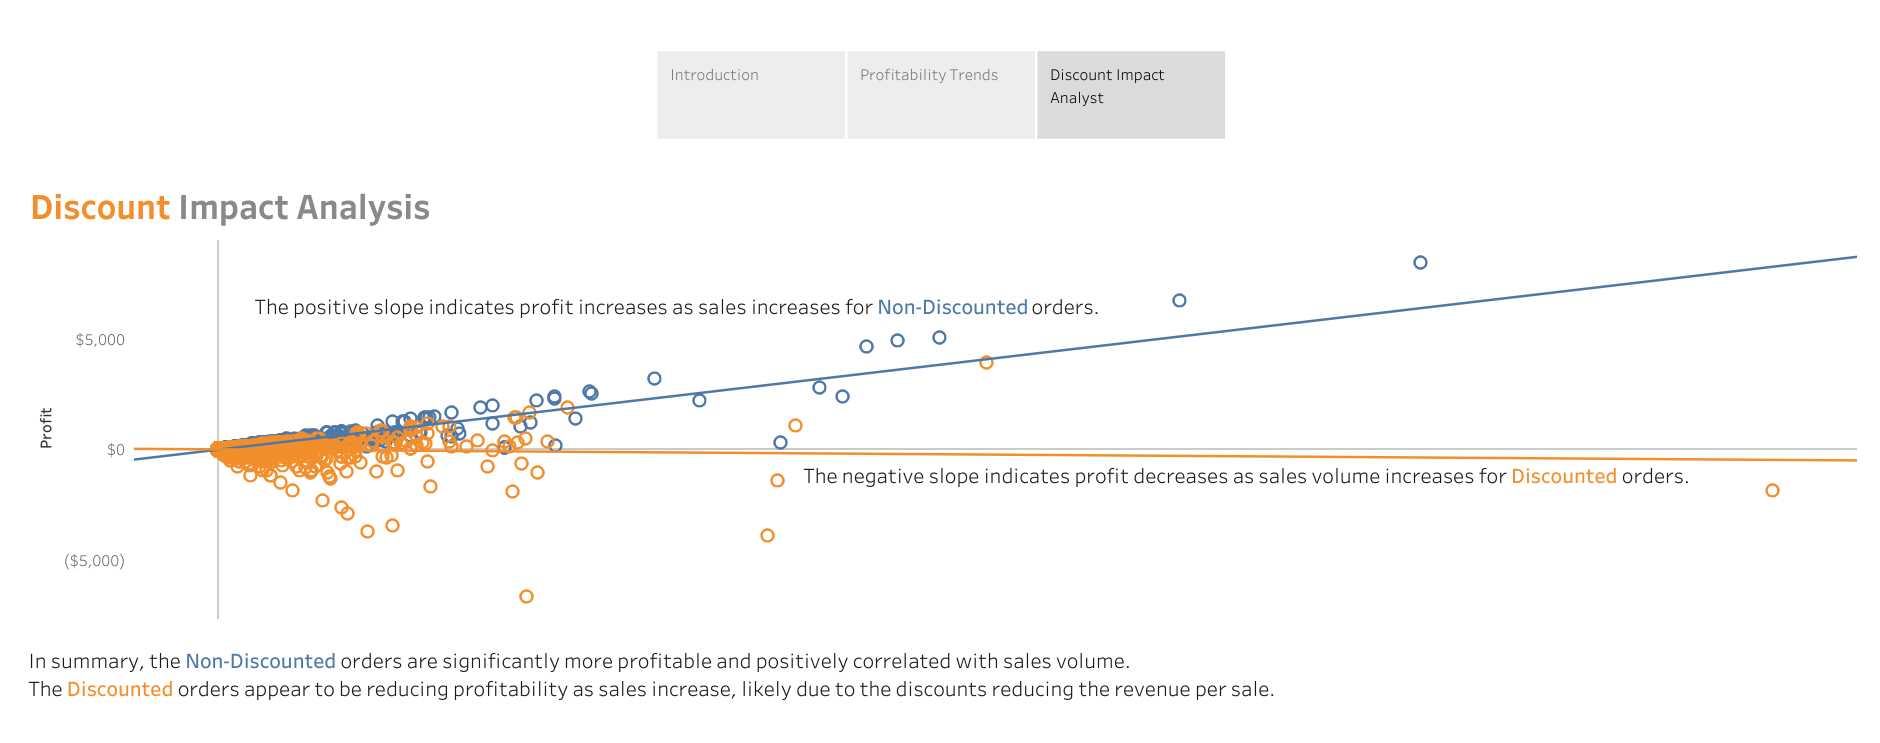 Introduction
Profitability Trends
Discount Impact
Analyst
Discount Impact Analysis
The positive slope indicates profit increases as sales increases for Non-Discounted orders.
$5,000
Profit
$0
The negative slope indicates profit decreases as sales volume increases for Discounted orders.
($5,000)
In summary, the Non-Discounted orders are significantly more profitable and positively correlated with sales volume.
The Discounted orders appear to be reducing profitability as sales increase, likely due to the discounts reducing the revenue per sale.